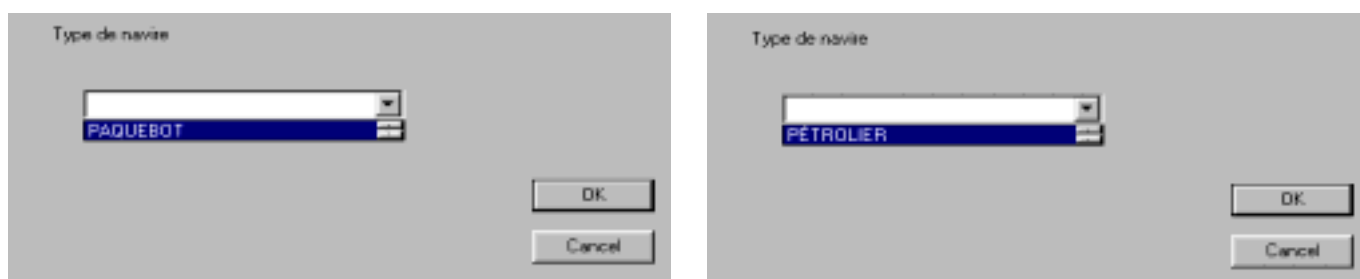 Type de navire
PAQUEBOT
OK
Cancel
Type de navire
PÉTROLIER
OK
Cancel